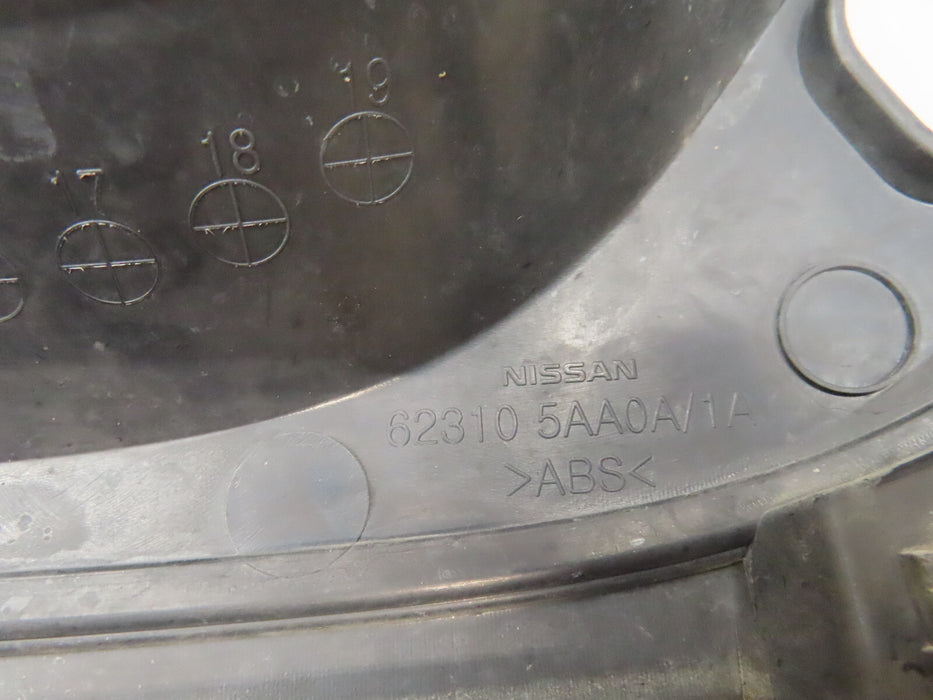 17 18 19
NISSAN
62310 5AA0A/1A
>ABS<